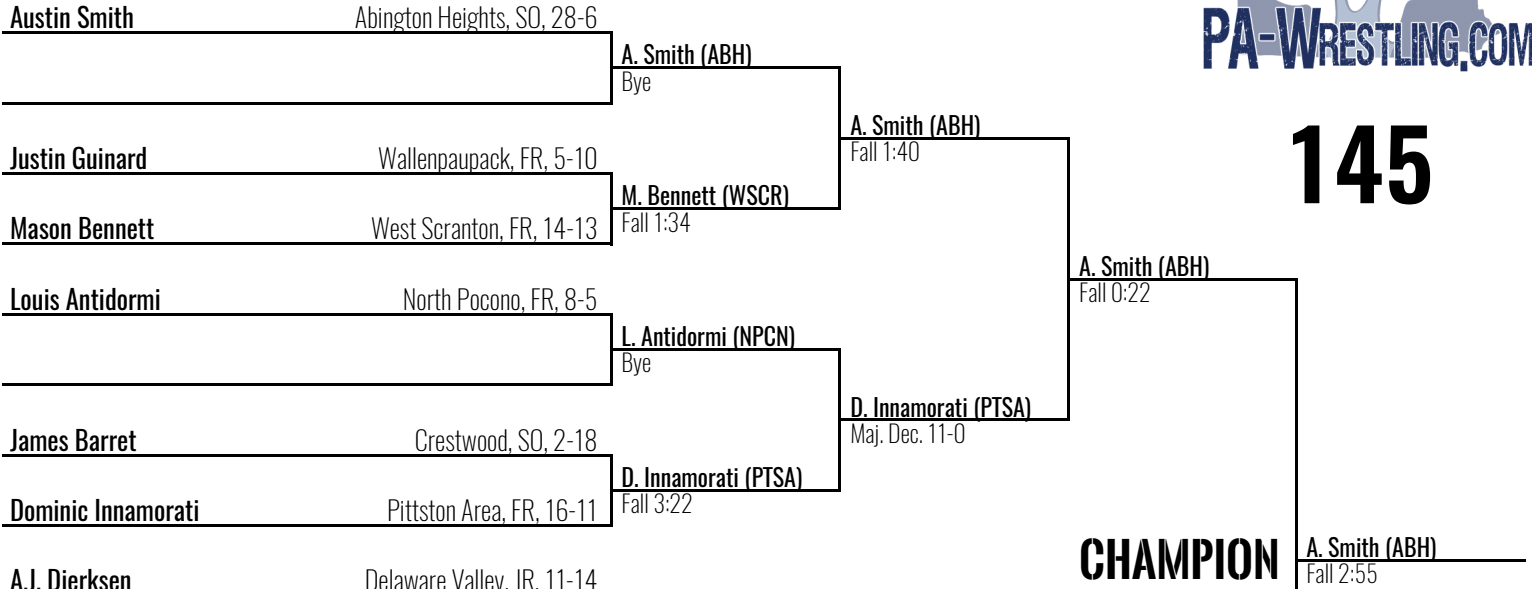 Austin Smith Abington Heights, SO, 28-6
A. Smith (ABH)
Bye
PA-WRESTLING.COM
A. Smith (ABH)
Fall 1:40
145
Justin Guinard Wallenpaupack, FR, 5-10
M. Bennett (WSCR)
Fall 1:34
Mason Bennett West Scranton, FR, 14-13
A. Smith (ABH)
Fall 0:22
Louis Antidormi North Pocono, FR, 8-5
L. Antidormi (NPCN)
Bye
D. Innamorati (PTSA)
Maj. Dec. 11-0
James Barret Crestwood, SO, 2-18
D. Innamorati (PTSA)
Fall 3:22
Dominic Innamorati Pittston Area, FR, 16-11
CHAMPION
A. Smith (ABH)
Fall 2:55
A.J. Dierksen Delaware Valley, JR, 11-14